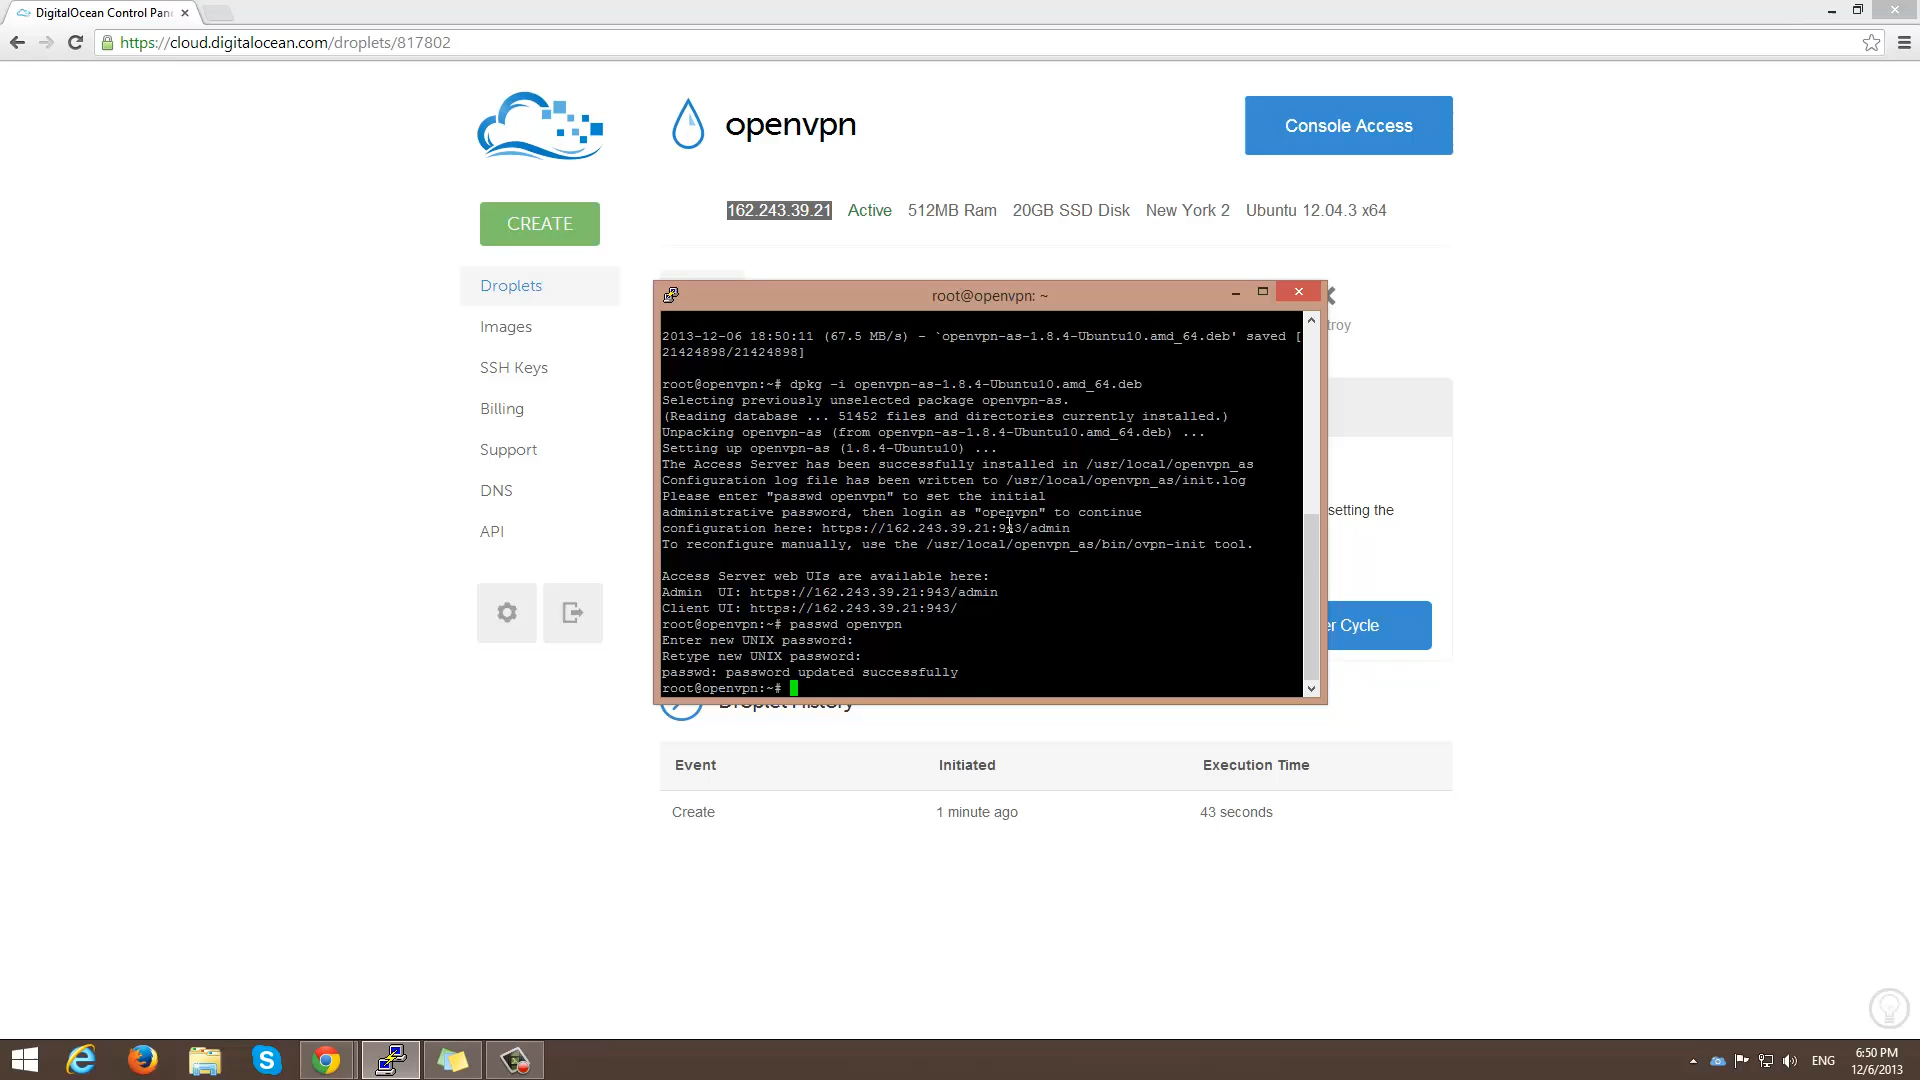 DigitalOcean Control Pan
https://cloud.digitalocean.com/droplets/817802
openvpn
Console Access
162.243.39.21 Active 512MB Ram 20GB SSD Disk New York 2 Ubuntu 12.04.3 x64
CREATE
Droplets
Images
SSH Keys
Billing
Support
DNS
API
root@openvpn: ~
2013-12-06 18:50:11 (67.5 MB/s) - `openvpn-as-1.8.4-Ubuntu10.amd_64.deb' saved [
21424898/21424898]
root@openvpn:~# dpkg -i openvpn-as-1.8.4-Ubuntu10.amd_64.deb
Selecting previously unselected package openvpn-as.
(Reading database ... 51452 files and directories currently installed.)
Unpacking openvpn-as (from openvpn-as-1.8.4-Ubuntu10.amd_64.deb) ...
Setting up openvpn-as (1.8.4-Ubuntu10) ...
The Access Server has been successfully installed in /usr/local/openvpn_as
Configuration log file has been written to /usr/local/openvpn_as/init.log
Please enter "passwd openvpn" to set the initial
administrative password, then login as "openvpn" to continue
configuration here: https://162.243.39.21:943/admin
To reconfigure manually, use the /usr/local/openvpn_as/bin/ovpn-init tool.
Access Server web UIs are available here:
Admin  UI: https://162.243.39.21:943/admin
Client UI: https://162.243.39.21:943/
root@openvpn:~# passwd openvpn
Enter new UNIX password:
Retype new UNIX password:
passwd: password updated successfully
root@openvpn:~#
troy
setting the
er Cycle
Droplet History
Event Initiated Execution Time
Create 1 minute ago 43 seconds
ENG
6:50 PM
12/6/2013